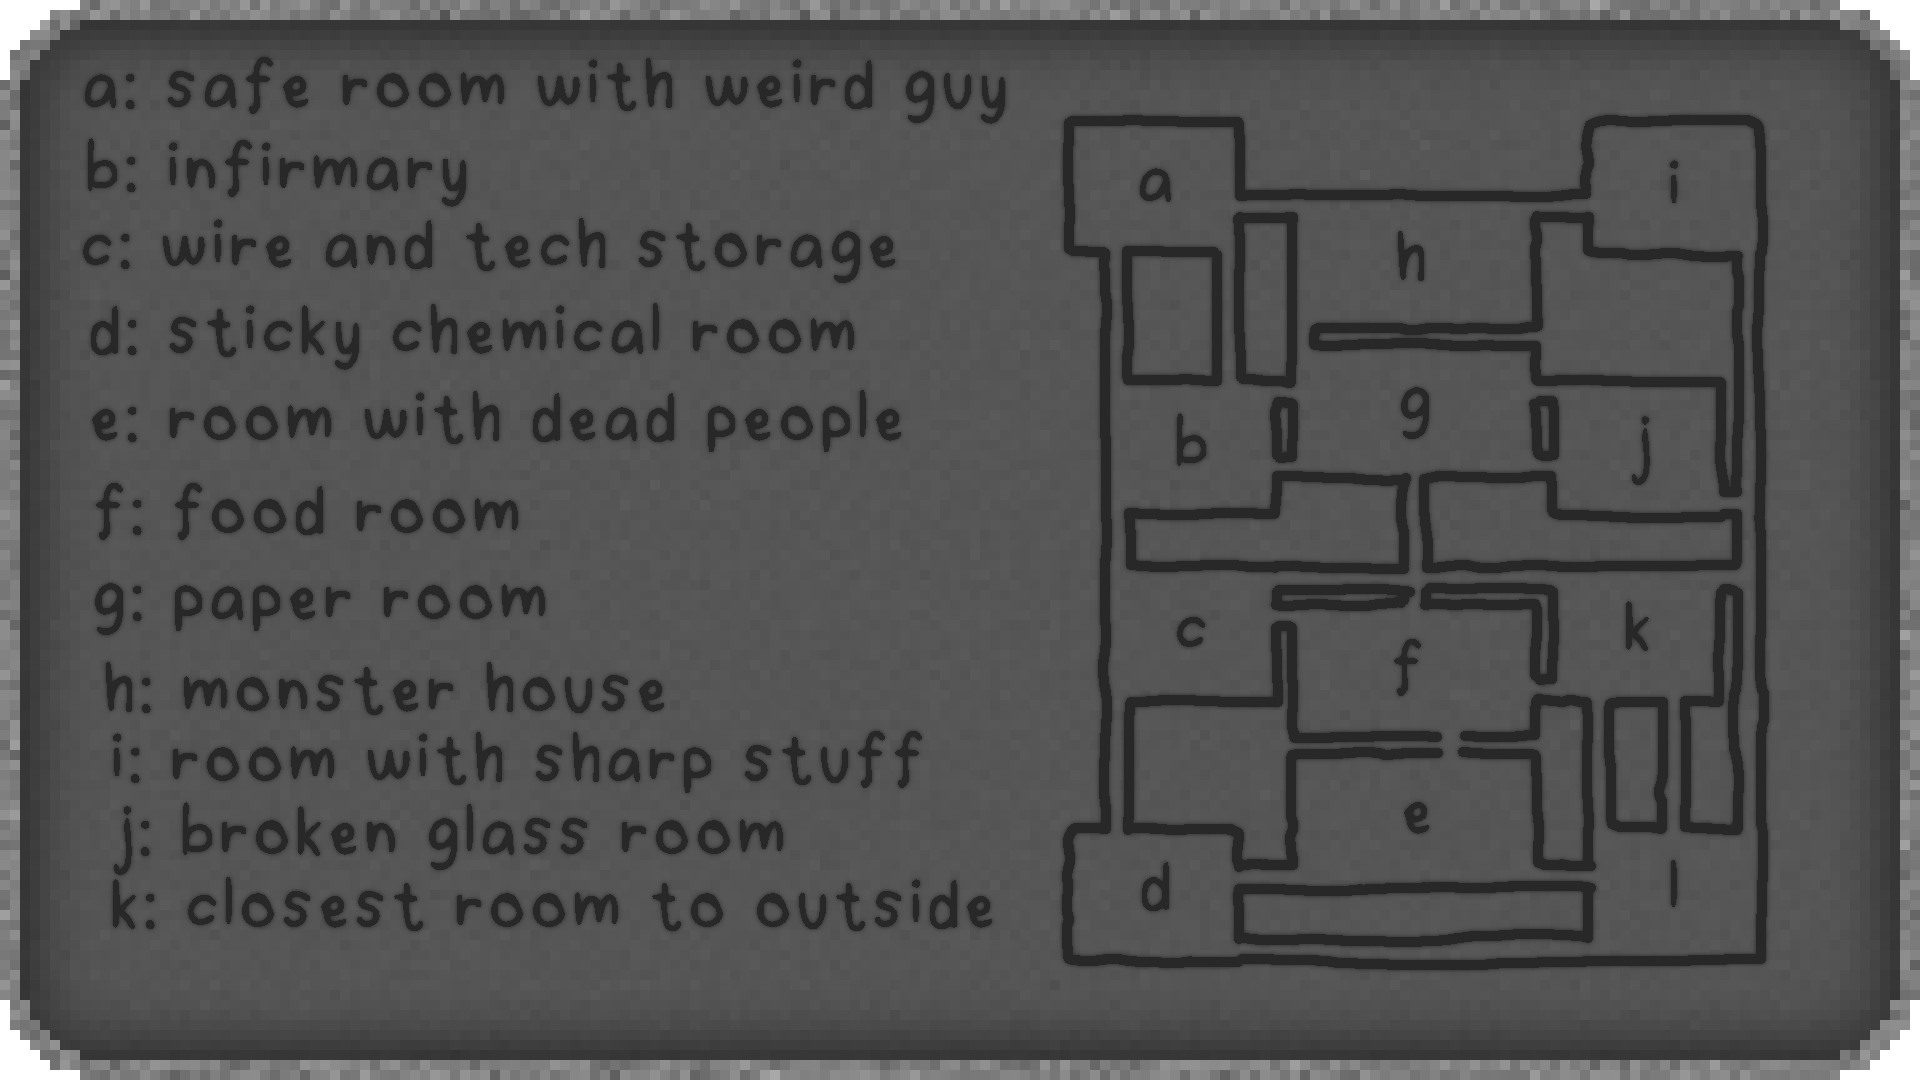 a: safe room with weird guy
b: infirmary
c: wire and tech storage
d: sticky chemical room
e: room with dead people
f: food room
g: paper room
h: monster house
i: room with sharp stuff
j: broken glass room
k: closest room to outside
a
i
h
g
b
j
c
k
f
e
d
l